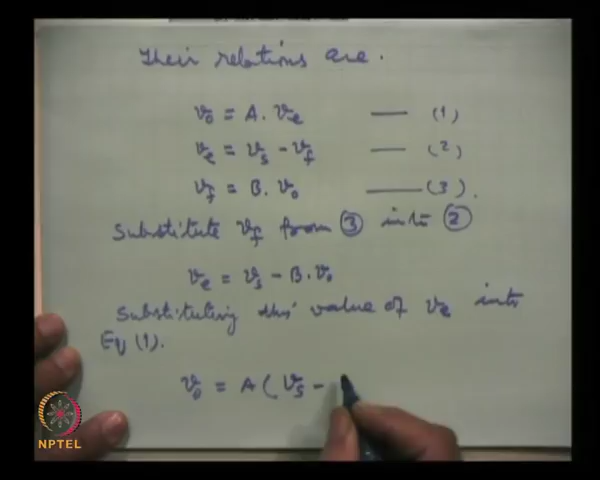 Their relations are.
v₀ = A. vₑ —— (1)
vₑ = vₛ - v_f —— (2)
v_f = B. v₀ —— (3).
Substitute v_f from ③ into ②
vₑ = vₛ - B. v₀
Substituting this value of vₑ into
Eq (1).
v₀ = A ( vₛ -
NPTEL